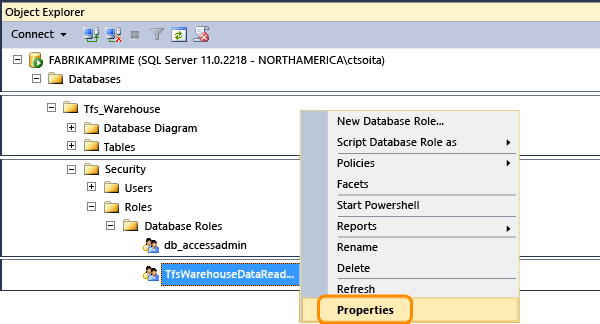 Object Explorer
Connect
FABRIKAMPRIME (SQL Server 11.0.2218 - NORTHAMERICA\ctsoita)
Databases
Tfs_Warehouse
Database Diagram
Tables
Security
Users
Roles
Database Roles
db_accessadmin
TfsWarehouseDataRead...
New Database Role...
Script Database Role as
Policies
Facets
Start Powershell
Reports
Rename
Delete
Refresh
Properties